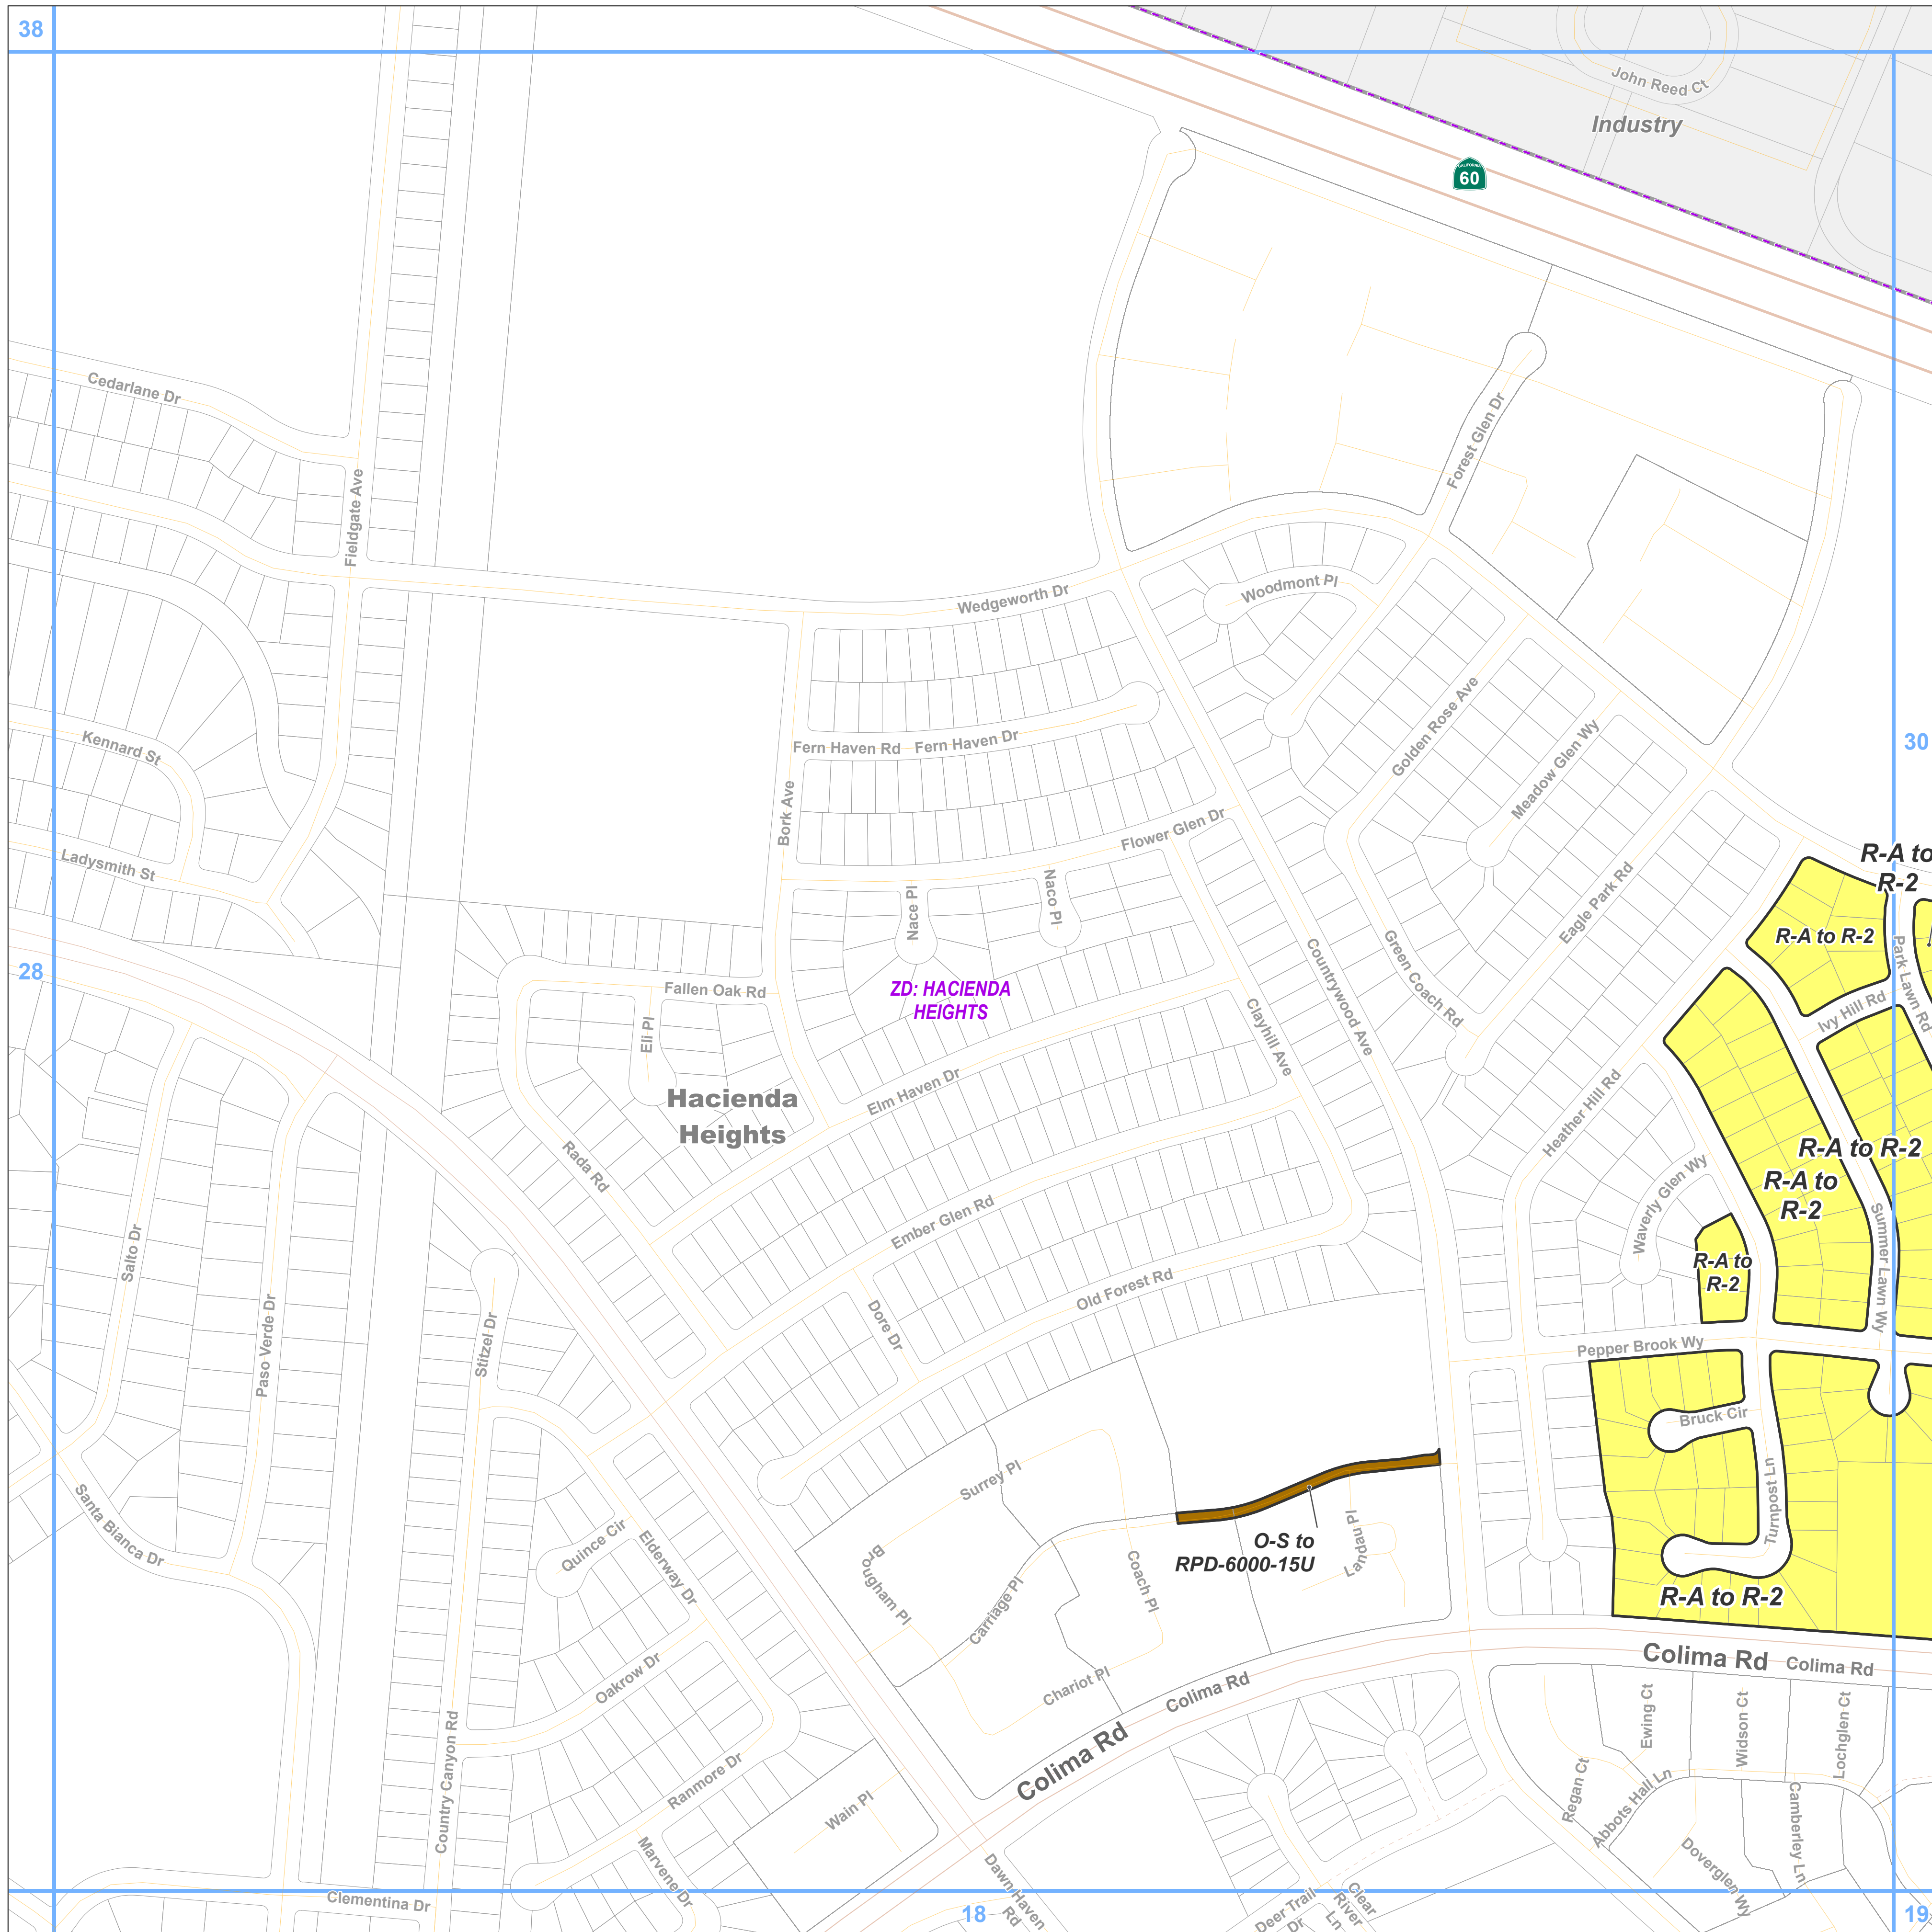 38
John Reed Ct
Industry
CALIFORNIA
60
Cedarlane Dr
Fieldgate Ave
Forest Glen Dr
Wedgeworth Dr
Woodmont Pl
Kennard St
Fern Haven Rd
Fern Haven Dr
Golden Rose Ave
Meadow Glen Wy
30
Bork Ave
Flower Glen Dr
Ladysmith St
R-A to
R-2
Nace Pl
Naco Pl
Eagle Park Rd
R-A to R-2
28
Fallen Oak Rd
ZD: HACIENDA
HEIGHTS
Countrywood Ave
Green Coach Rd
Park Lawn Rd
Ivy Hill Rd
Eli Pl
Clayhill Ave
Hacienda
Heights
Elm Haven Dr
Heather Hill Rd
R-A to R-2
R-A to
R-2
Rada Rd
Ember Glen Rd
Waverly Glen Wy
Summer Lawn Wy
R-A to
R-2
Salto Dr
Paso Verde Dr
Stitzel Dr
Dore Dr
Old Forest Rd
Pepper Brook Wy
Bruck Cir
Surrey Pl
Turnpost Ln
Santa Bianca Dr
Quince Cir
Elderway Dr
Brougham Pl
Carriage Pl
Coach Pl
O-S to
RPD-6000-15U
Laupan Pl
R-A to R-2
Oakrow Dr
Chariot Pl
Colima Rd
Colima Rd
Colima Rd
Colima Rd
Country Canyon Rd
Ranmore Dr
Wain Pl
Regan Ct
Ewing Ct
Widson Ct
Lochglen Ct
Abbots Hall Ln
Camberley Ln
Doverglen Wy
Marvene Dr
Clementina Dr
Dawn Haven
Rd
Deer Trail
Dr
Clear
River
Ln
18
19